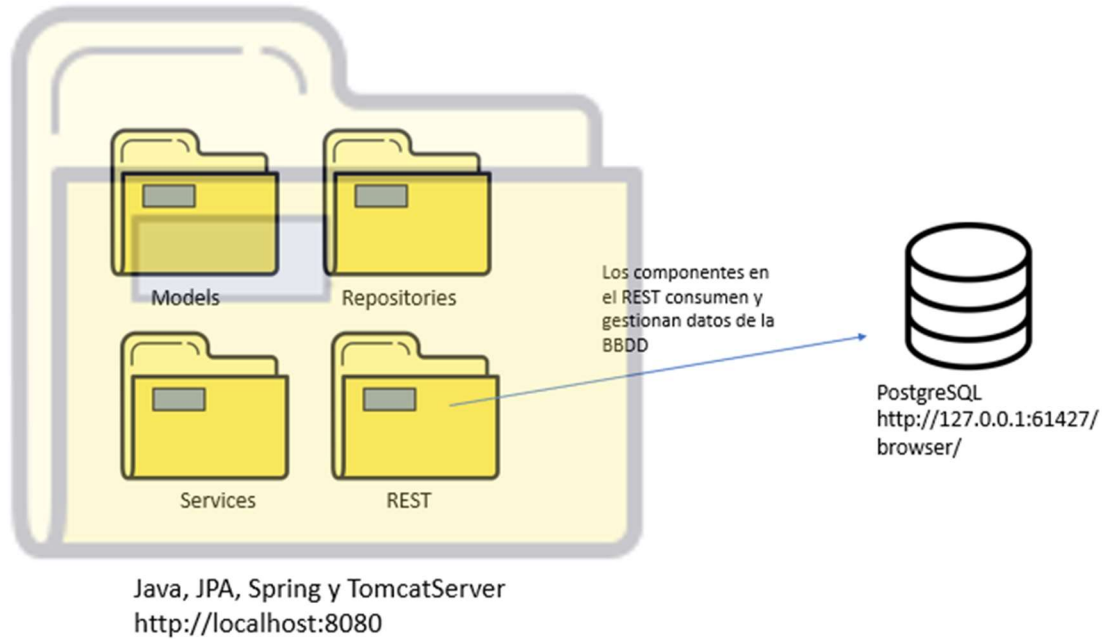 Models
Repositories
Services
REST
Los componentes en
el REST consumen y
gestionan datos de la
BBDD
PostgreSQL
http://127.0.0.1:61427/
browser/
Java, JPA, Spring y TomcatServer
http://localhost:8080